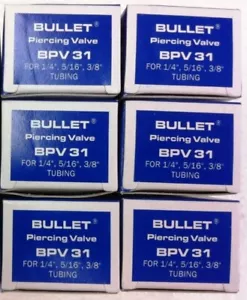 BULLET® BULLET®
Piercing Valve Piercing Valve
BPV 31 BPV 31
FOR 1/4", 5/16", 3/8" FOR 1/4", 5/16", 3/8"
TUBING TUBING
BULLET® BULLET®
Piercing Valve Piercing Valve
BPV 31 BPV 31
FOR 1/4", 5/16", 3/8" FOR 1/4", 5/16", 3/8"
TUBING TUBING
BULLET® BULLET®
Piercing Valve Piercing Valve
BPV 31 BPV 31
FOR 1/4", 5/16", 3/8" FOR 1/4", 5/16", 3/8"
TUBING TUBING